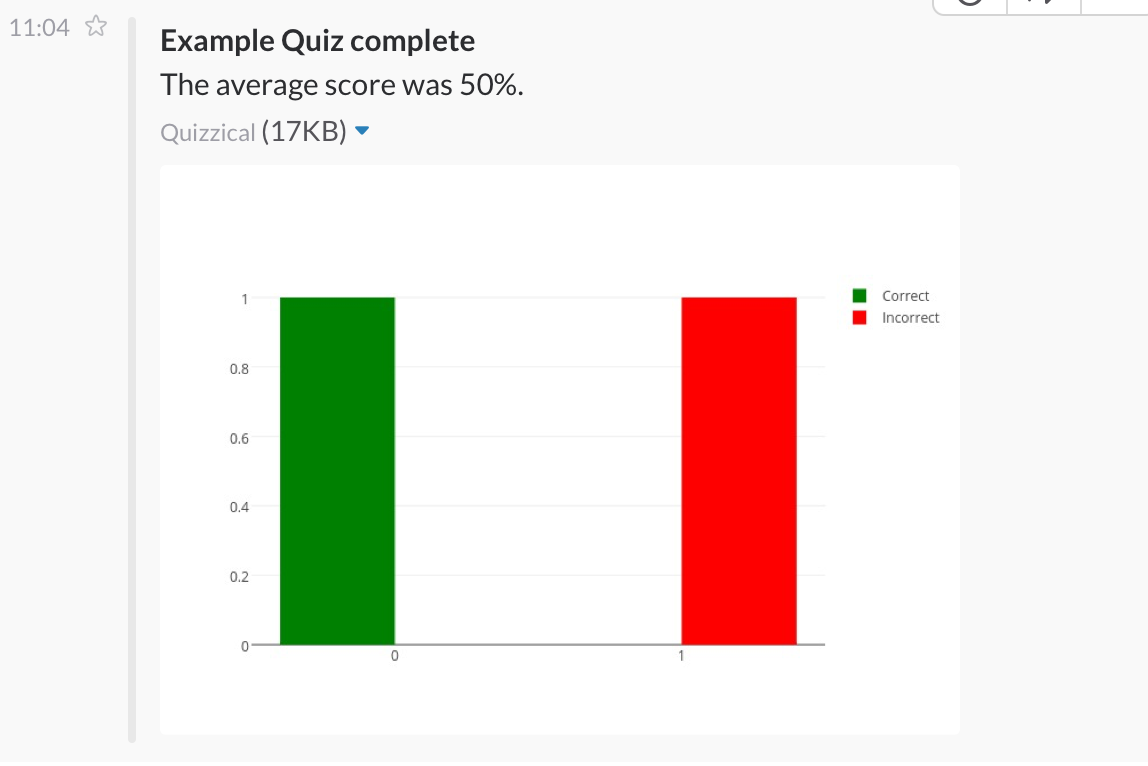 11:04
Example Quiz complete
The average score was 50%.
Quizzical (17KB)
1
0.8
0.6
0.4
0.2
0
0
1
Correct
Incorrect